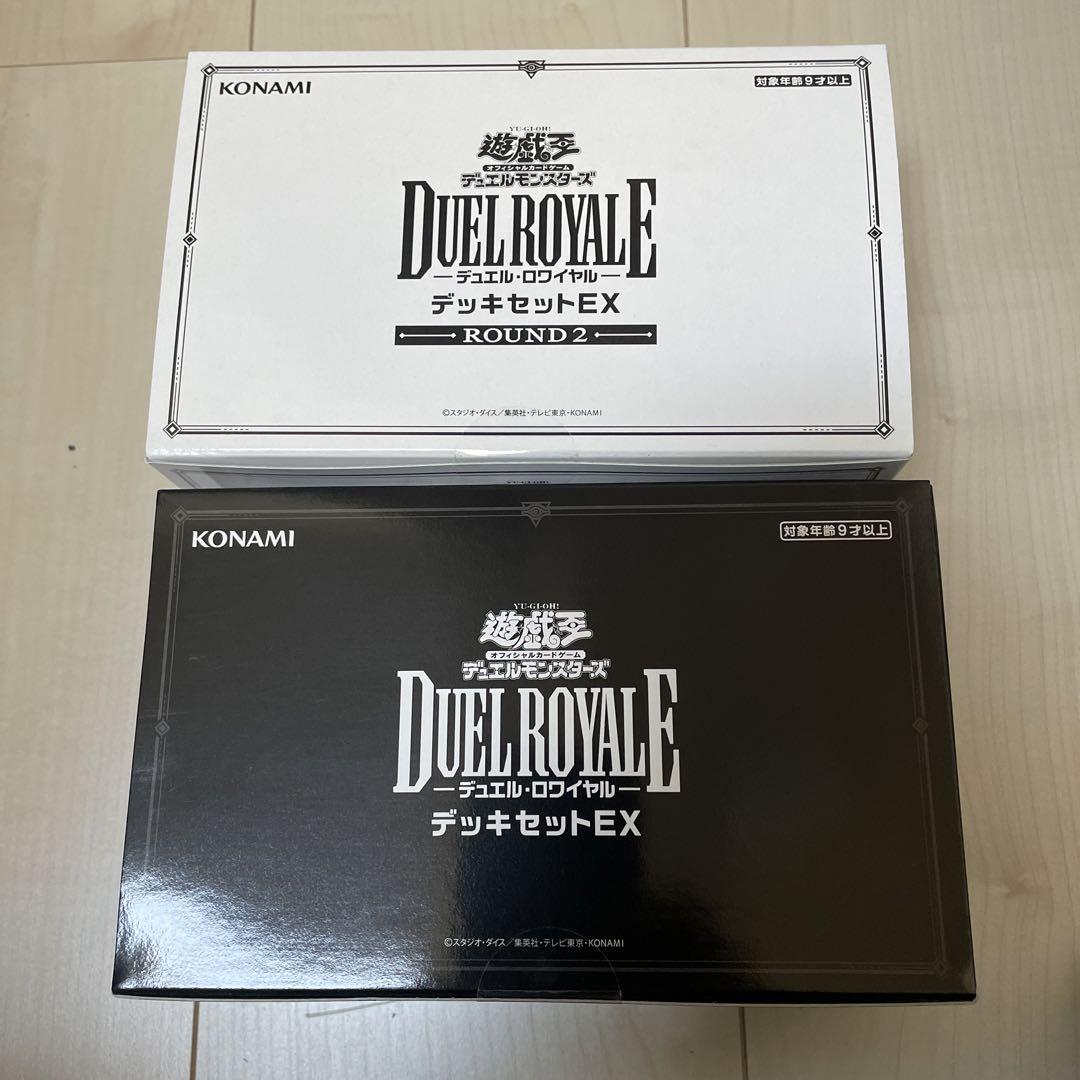 KONAMI
対象年齢9才以上
YU-GI-OH!
遊戯王
オフィシャルカードゲーム
デュエルモンスターズ
DUEL ROYALE
デュエル・ロワイヤル
デッキセットEX
ROUND 2
©スタジオ・ダイス/集英社・テレビ東京・KONAMI
YU-GI-OH!
KONAMI
対象年齢9才以上
YU-GI-OH!
遊戯王
オフィシャルカードゲーム
デュエルモンスターズ
DUEL ROYALE
デュエル・ロワイヤル
デッキセットEX
©スタジオ・ダイス/集英社・テレビ東京・KONAMI